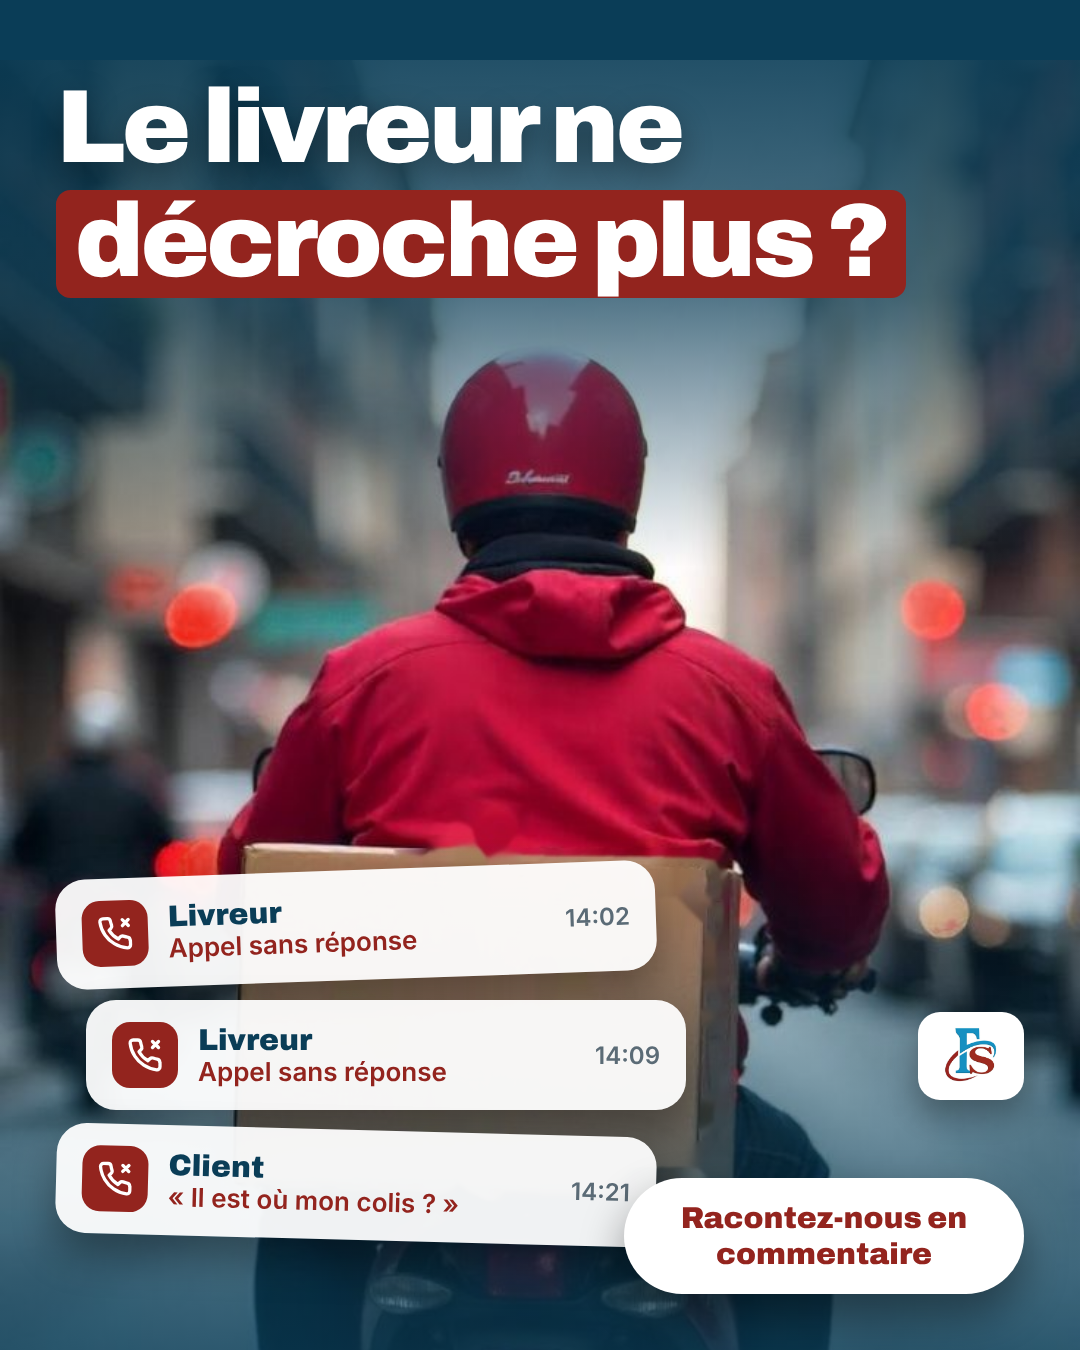 Le livreur ne
décroche plus ?
Livreur
Appel sans réponse
14:02
Livreur
Appel sans réponse
14:09
Client
« Il est où mon colis ? »
14:21
FS
Racontez-nous en
commentaire